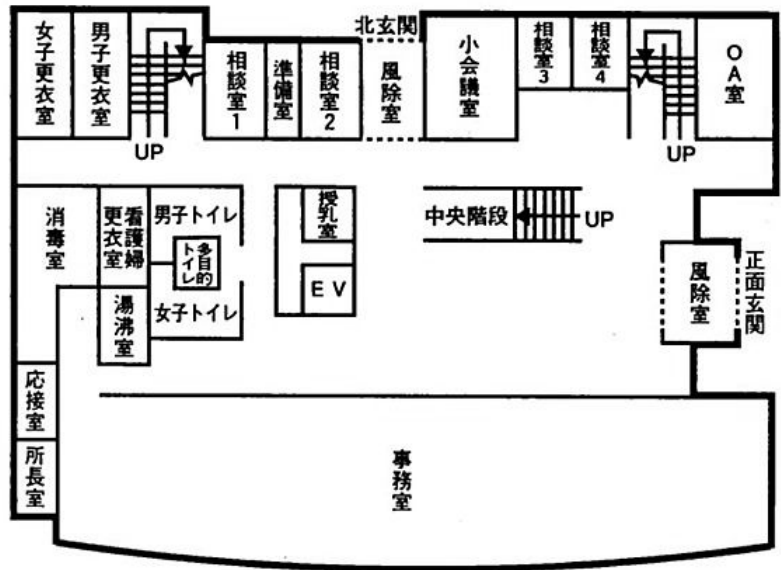 女子更衣室
男子更衣室
UP
相談室1
準備室
相談室2
北玄関
風除室
小会議室
相談室3
相談室4
UP
OA室
消毒室
看護婦
更衣室
男子トイレ
多目的
トイレ
女子トイレ
湯沸室
授乳室
EV
中央階段
UP
風除室
正面玄関
応接室
所長室
事務室